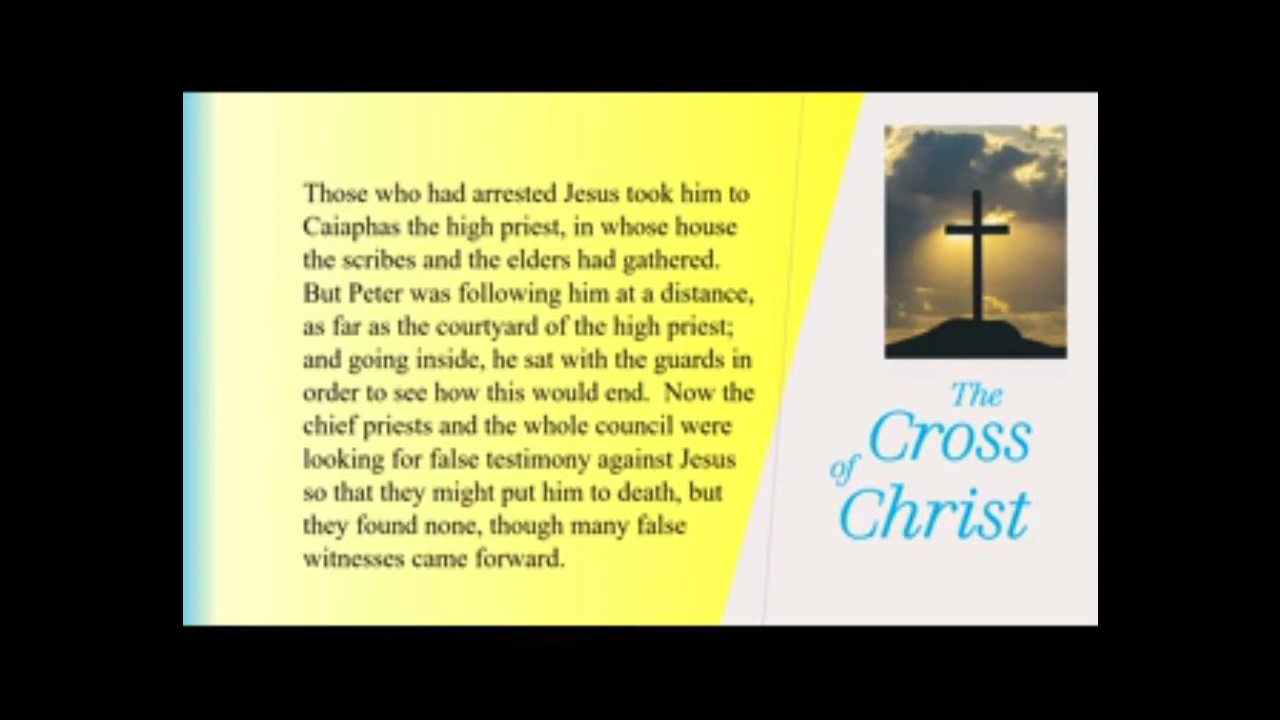 Those who had arrested Jesus took him to
Caiaphas the high priest, in whose house
the scribes and the elders had gathered.
But Peter was following him at a distance,
as far as the courtyard of the high priest;
and going inside, he sat with the guards in
order to see how this would end.  Now the
chief priests and the whole council were
looking for false testimony against Jesus
so that they might put him to death, but
they found none, though many false
witnesses came forward.
The
Cross
of
Christ